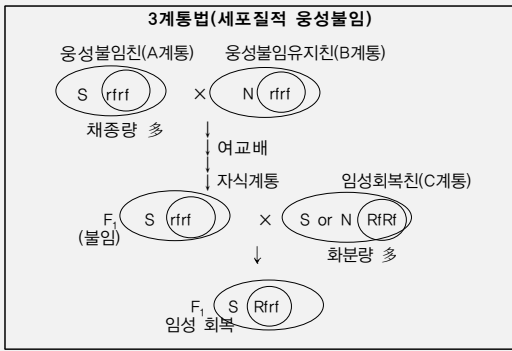 3계통법(세포질적 웅성불임)
웅성불임친(A계통) 웅성불임유지친(B계통)
S rfrf × N rfrf
채종량 多
여교배
자식계통 임성회복친(C계통)
F₁ S rfrf × S or N RfRf
(불임)
화분량 多
F₁ S Rfrf
임성 회복